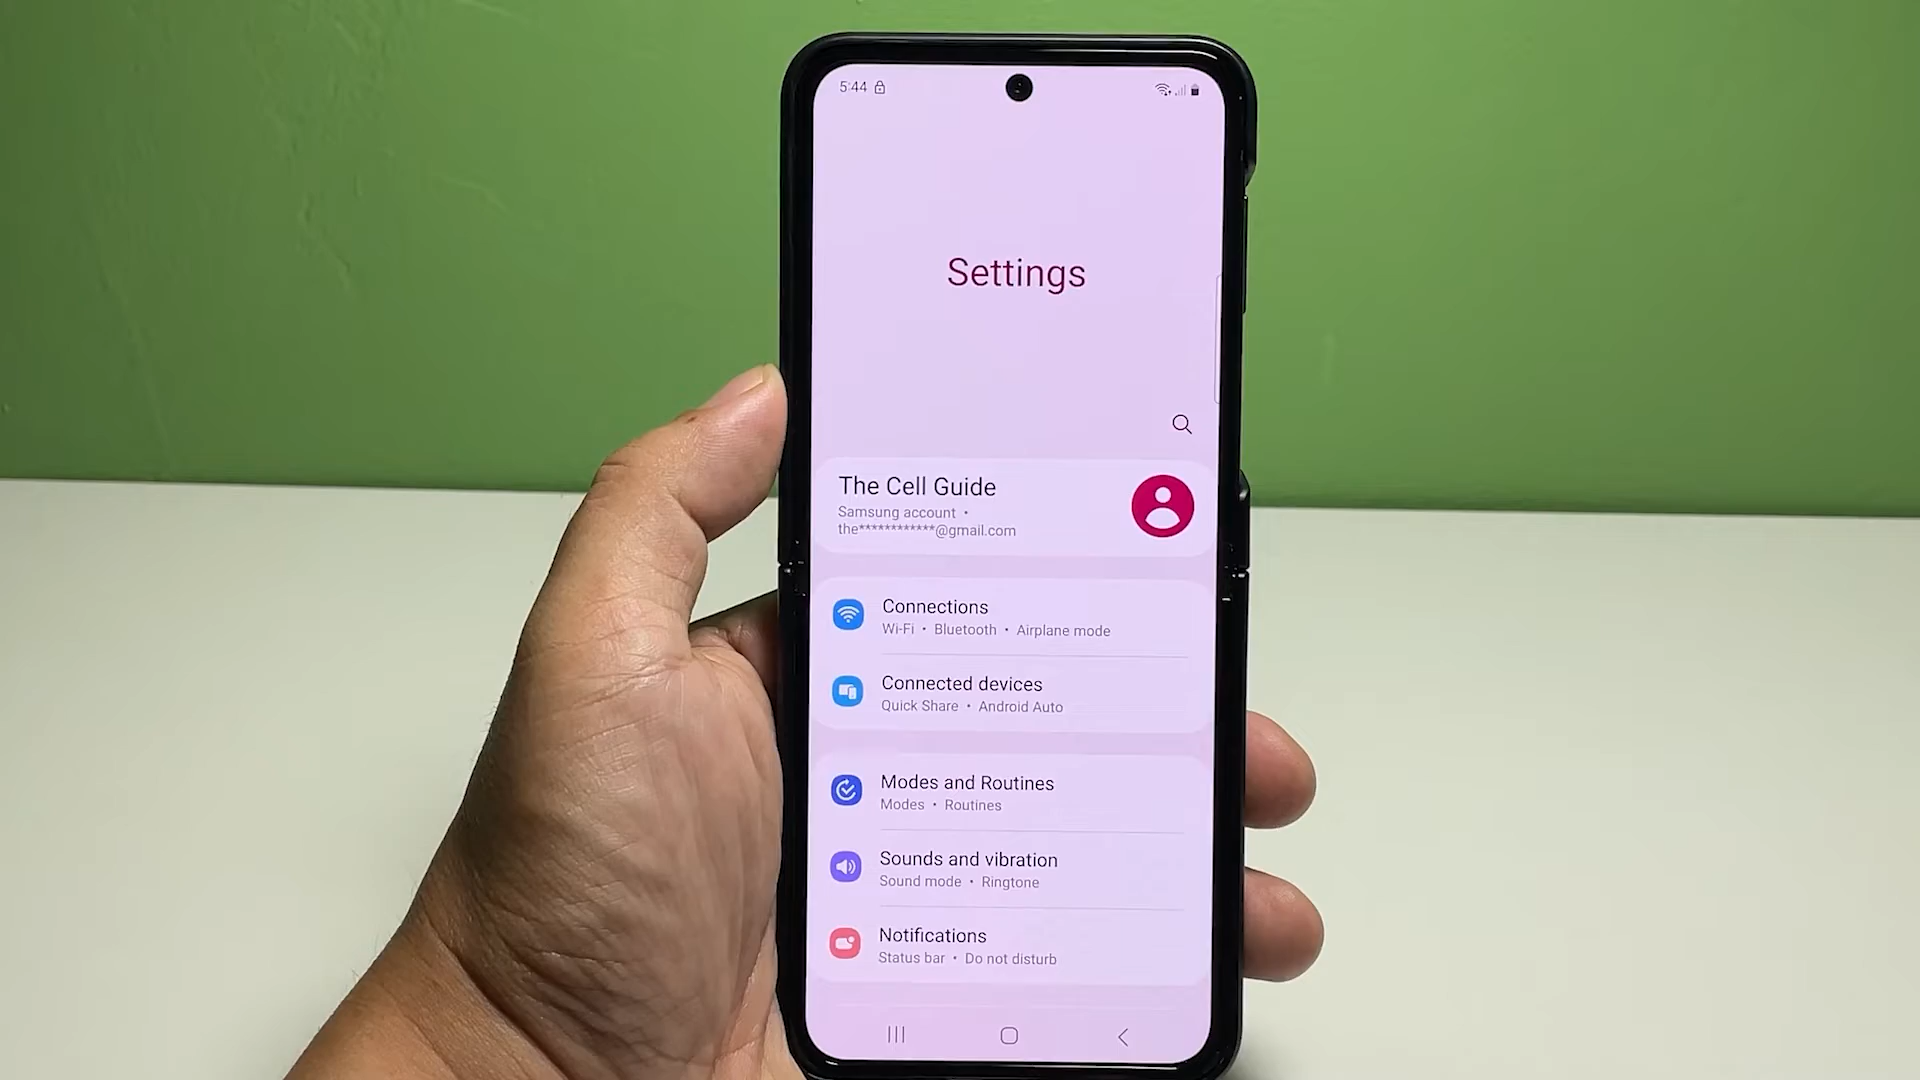 5:44
Settings
The Cell Guide
Samsung account •
the************@gmail.com
Connections
Wi-Fi • Bluetooth • Airplane mode
Connected devices
Quick Share • Android Auto
Modes and Routines
Modes • Routines
Sounds and vibration
Sound mode • Ringtone
Notifications
Status bar • Do not disturb